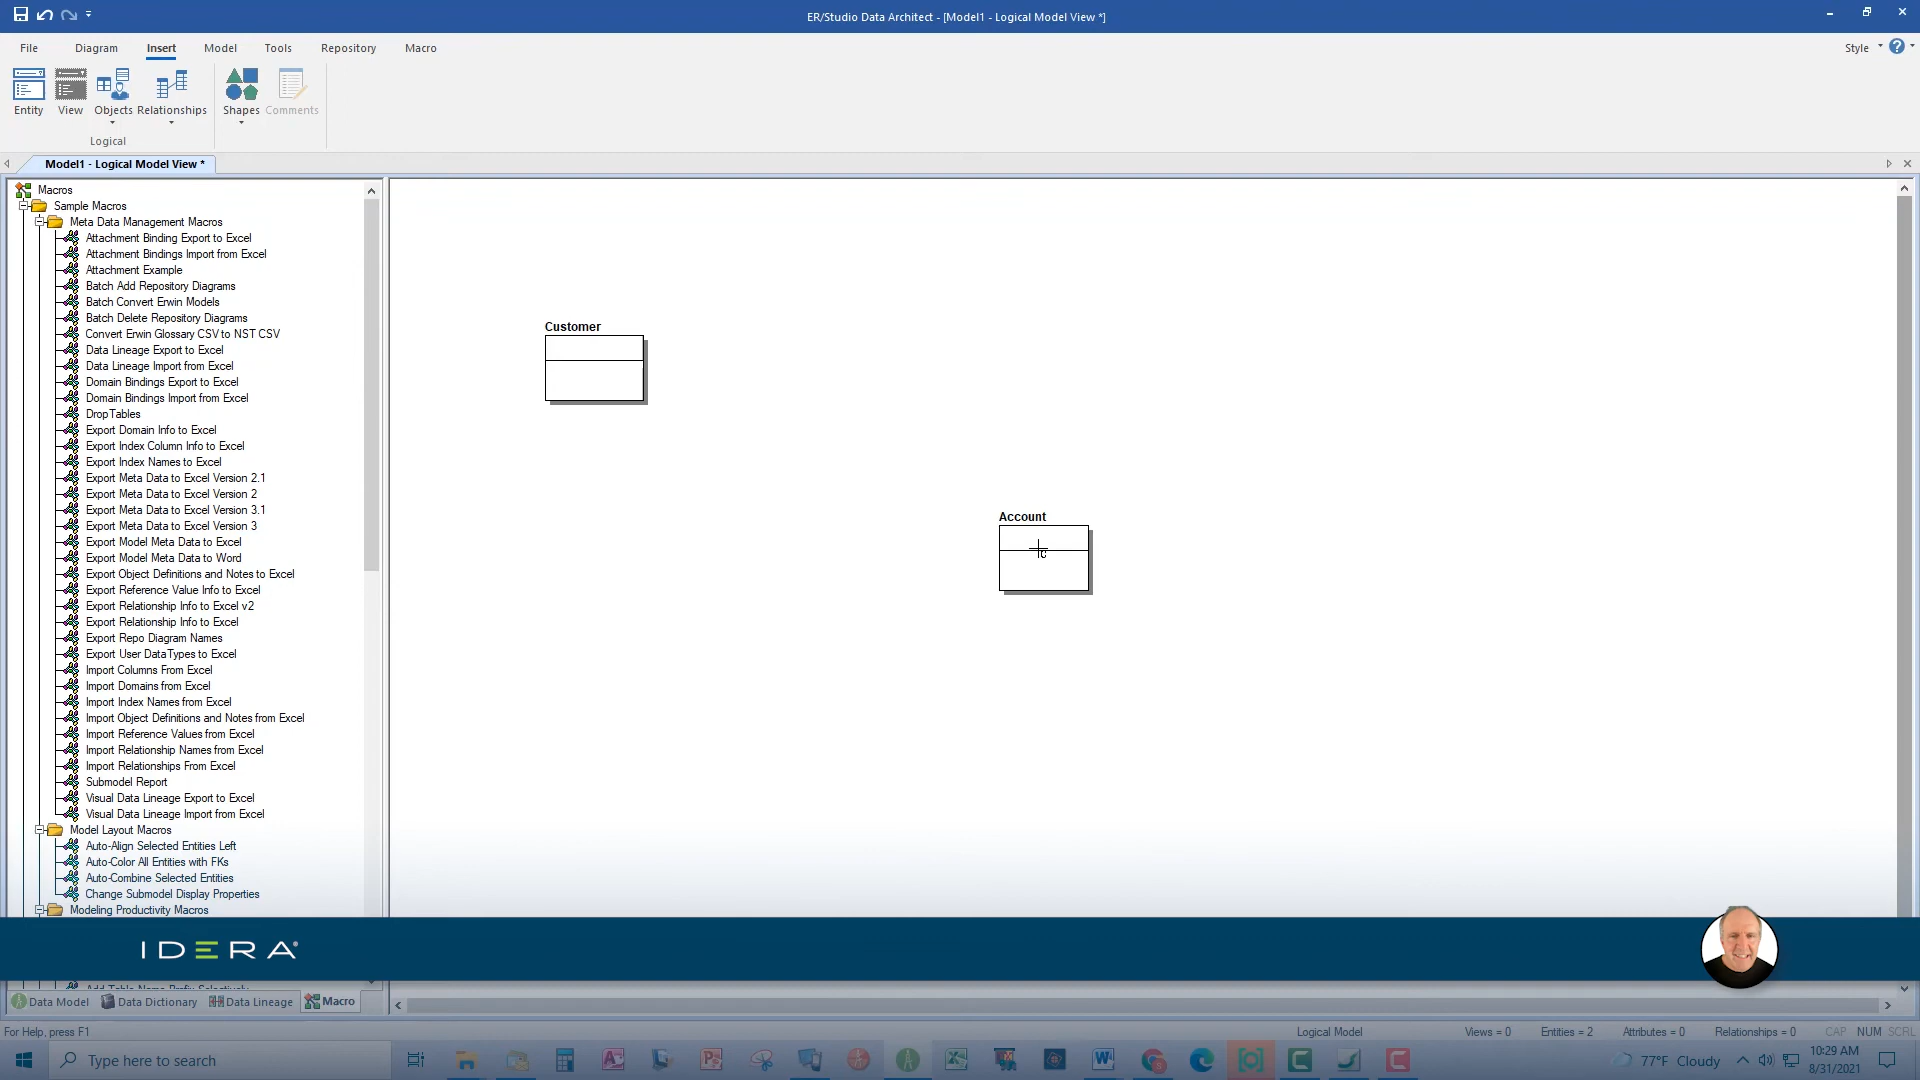 ER/Studio Data Architect - [Model1 - Logical Model View *]
File Diagram Insert Model Tools Repository Macro Style
Entity View Objects Relationships Shapes Comments
Logical
Model1 - Logical Model View *
Macros
Sample Macros
Meta Data Management Macros
Attachment Binding Export to Excel
Attachment Bindings Import from Excel
Attachment Example
Batch Add Repository Diagrams
Batch Convert Erwin Models
Batch Delete Repository Diagrams
Convert Erwin Glossary CSV to NST CSV
Data Lineage Export to Excel
Data Lineage Import from Excel
Domain Bindings Export to Excel
Domain Bindings Import from Excel
DropTables
Export Domain Info to Excel
Export Index Column Info to Excel
Export Index Names to Excel
Export Meta Data to Excel Version 2.1
Export Meta Data to Excel Version 2
Export Meta Data to Excel Version 3.1
Export Meta Data to Excel Version 3
Export Model Meta Data to Excel
Export Model Meta Data to Word
Export Object Definitions and Notes to Excel
Export Reference Value Info to Excel
Export Relationship Info to Excel v2
Export Relationship Info to Excel
Export Repo Diagram Names
Export User DataTypes to Excel
Import Columns From Excel
Import Domains from Excel
Import Index Names from Excel
Import Object Definitions and Notes from Excel
Import Reference Values from Excel
Import Relationship Names from Excel
Import Relationships From Excel
Submodel Report
Visual Data Lineage Export to Excel
Visual Data Lineage Import from Excel
Model Layout Macros
Auto-Align Selected Entities Left
Auto-Color All Entities with FKs
Auto-Combine Selected Entities
Change Submodel Display Properties
Modeling Productivity Macros
Customer
Account
IDERA
Add Table Name Prefix Selectively
Data Model Data Dictionary Data Lineage Macro
For Help, press F1 Logical Model Views = 0 Entities = 2 Attributes = 0 Relationships = 0 CAP NUM SCRL
Type here to search 77°F Cloudy 10:29 AM
8/31/2021